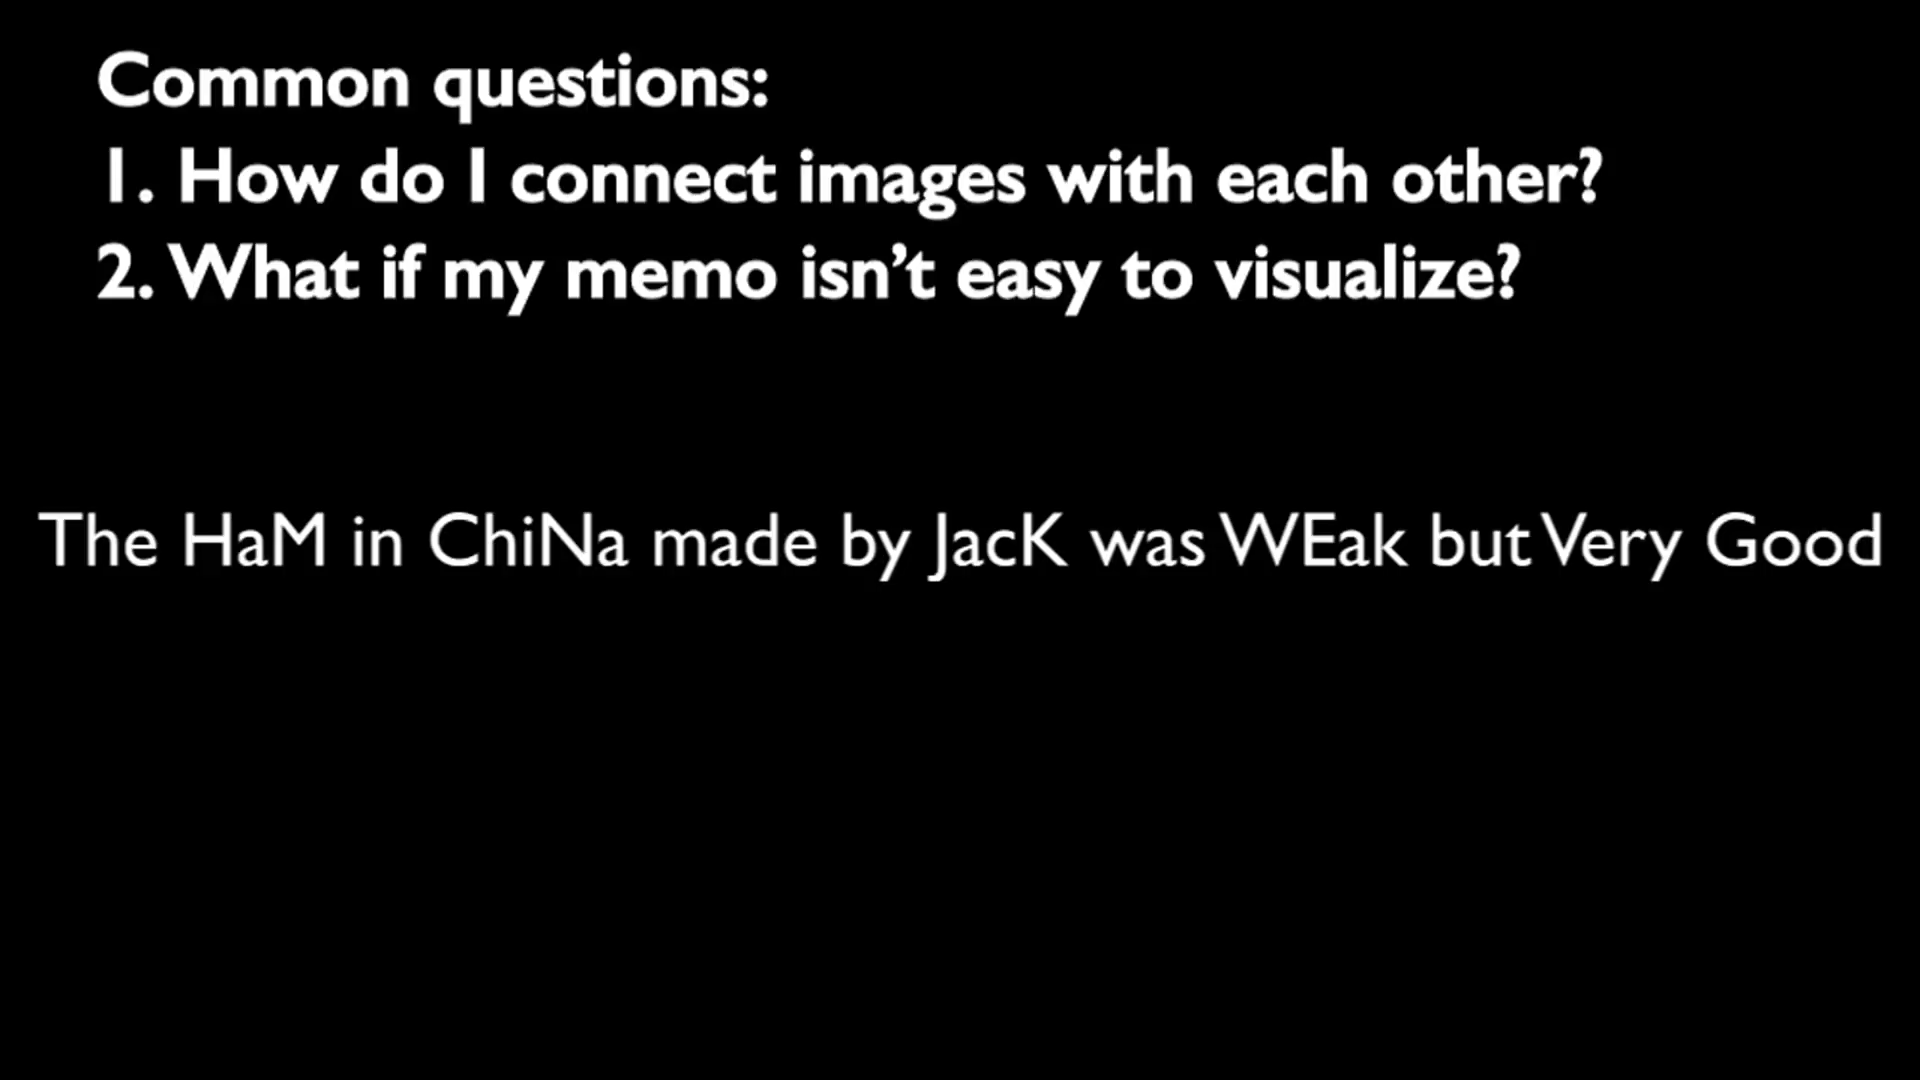 Common questions:
1. How do I connect images with each other?
2. What if my memo isn’t easy to visualize?
The HaM in ChiNa made by JacK was WEak but Very Good